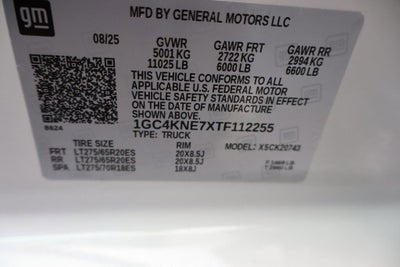 gm
MFD BY GENERAL MOTORS LLC
08/25 GVWR GAWR FRT GAWR RR
5001 KG 2722 KG 2994 KG
11025 LB 6000 LB 6600 LB
THIS VEHICLE CONFORMS TO ALL
APPLICABLE U.S. FEDERAL MOTOR
VEHICLE SAFETY STANDARDS IN EFFECT
ON THE DATE OF MANUFACTURE
SHOWN ABOVE.
1GC4KNE7XTF112255
TYPE: TRUCK
MODEL:
TIRE SIZE RIM
FRT LT275/65R20ES 20X8.5J
RR LT275/65R20ES 20X8.5J
SPA LT275/70R18ES 18X8J